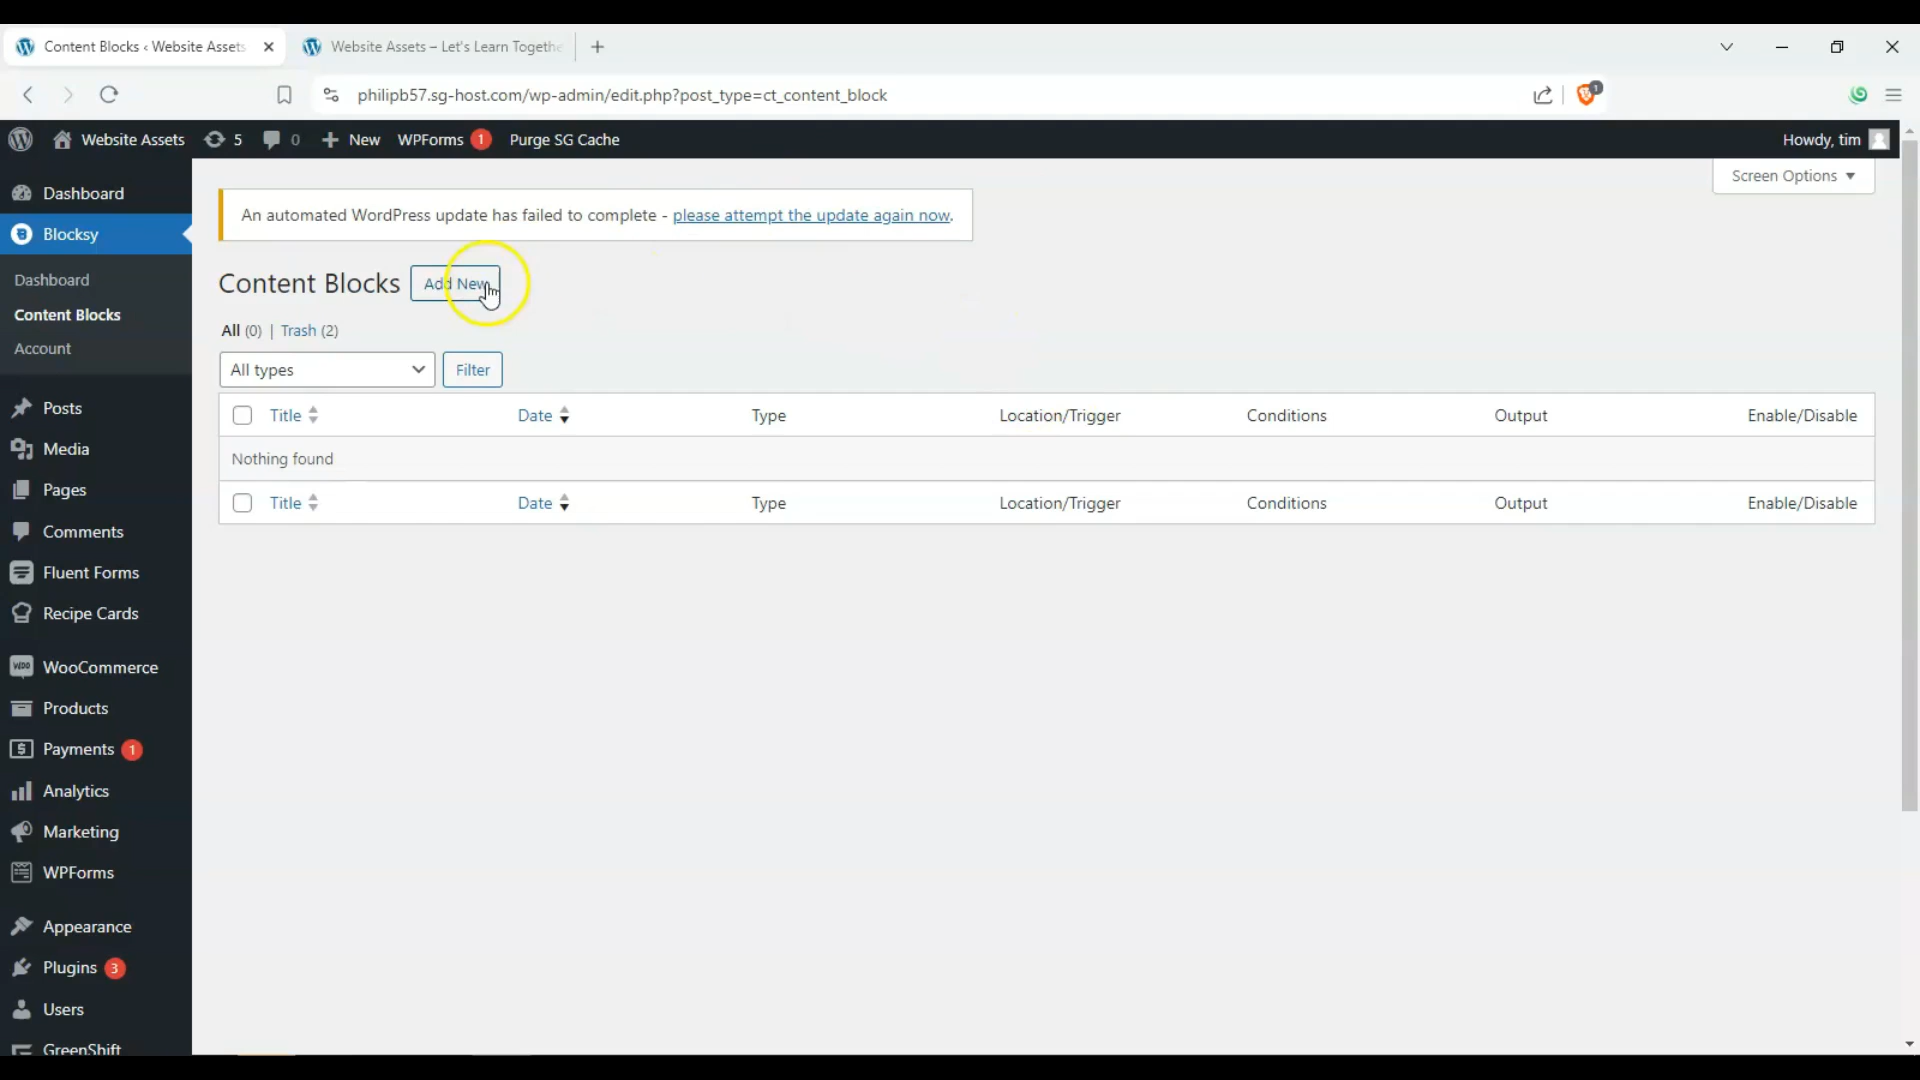 Content Blocks ‹ Website Assets
Website Assets – Let's Learn Togethe
philipb57.sg-host.com/wp-admin/edit.php?post_type=ct_content_block
1
Website Assets 5 0 New WPForms 1 Purge SG Cache Howdy, tim
Screen Options
Dashboard
Blocksy
Dashboard
Content Blocks
Account
Posts
Media
Pages
Comments
Fluent Forms
Recipe Cards
WooCommerce
Products
Payments 1
Analytics
Marketing
WPForms
Appearance
Plugins 3
Users
GreenShift
An automated WordPress update has failed to complete - please attempt the update again now.
Content Blocks Add New
All (0) | Trash (2)
All types Filter
Title Date Type Location/Trigger Conditions Output Enable/Disable
Nothing found
Title Date Type Location/Trigger Conditions Output Enable/Disable